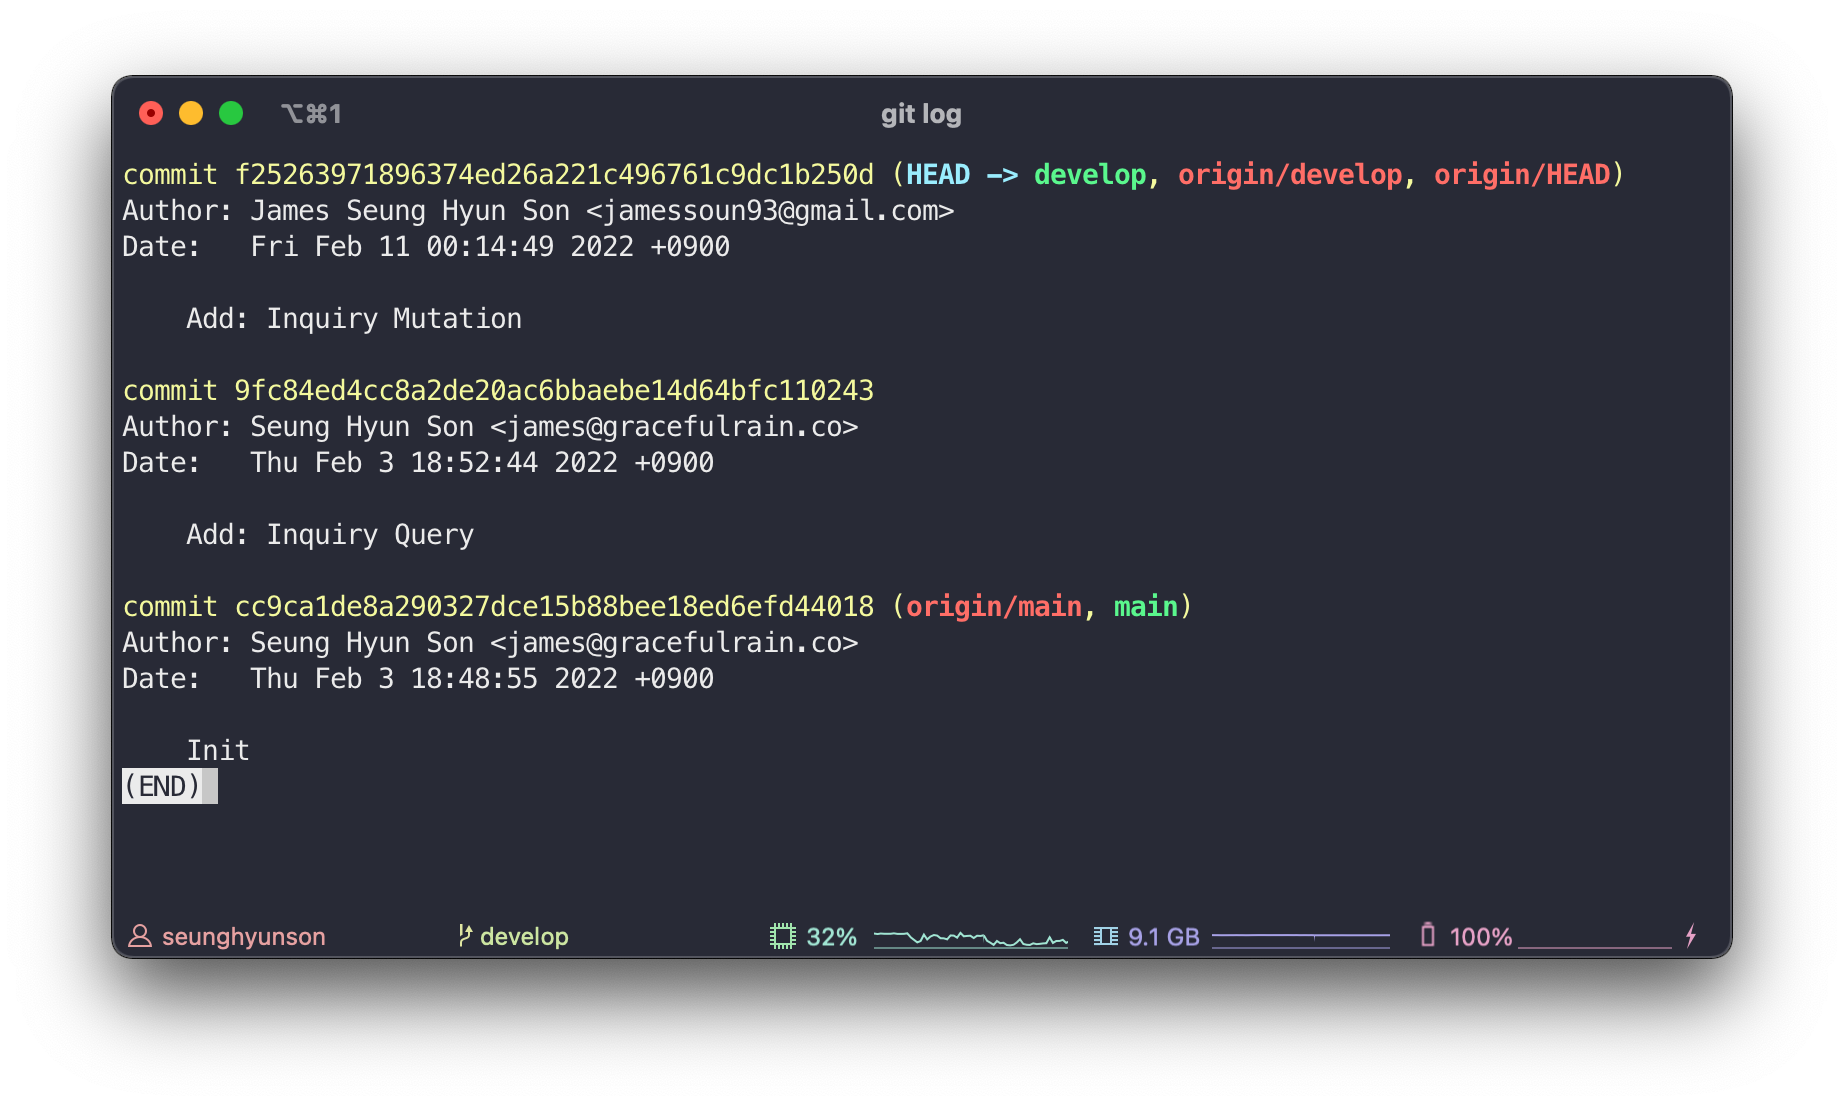 ⌥⌘1 git log
commit f25263971896374ed26a221c496761c9dc1b250d (HEAD -> develop, origin/develop, origin/HEAD)
Author: James Seung Hyun Son <jamessoun93@gmail.com>
Date:   Fri Feb 11 00:14:49 2022 +0900
    Add: Inquiry Mutation
commit 9fc84ed4cc8a2de20ac6bbaebe14d64bfc110243
Author: Seung Hyun Son <james@gracefulrain.co>
Date:   Thu Feb 3 18:52:44 2022 +0900
    Add: Inquiry Query
commit cc9ca1de8a290327dce15b88bee18ed6efd44018 (origin/main, main)
Author: Seung Hyun Son <james@gracefulrain.co>
Date:   Thu Feb 3 18:48:55 2022 +0900
    Init
(END)
seunghyunson develop 32% 9.1 GB 100%